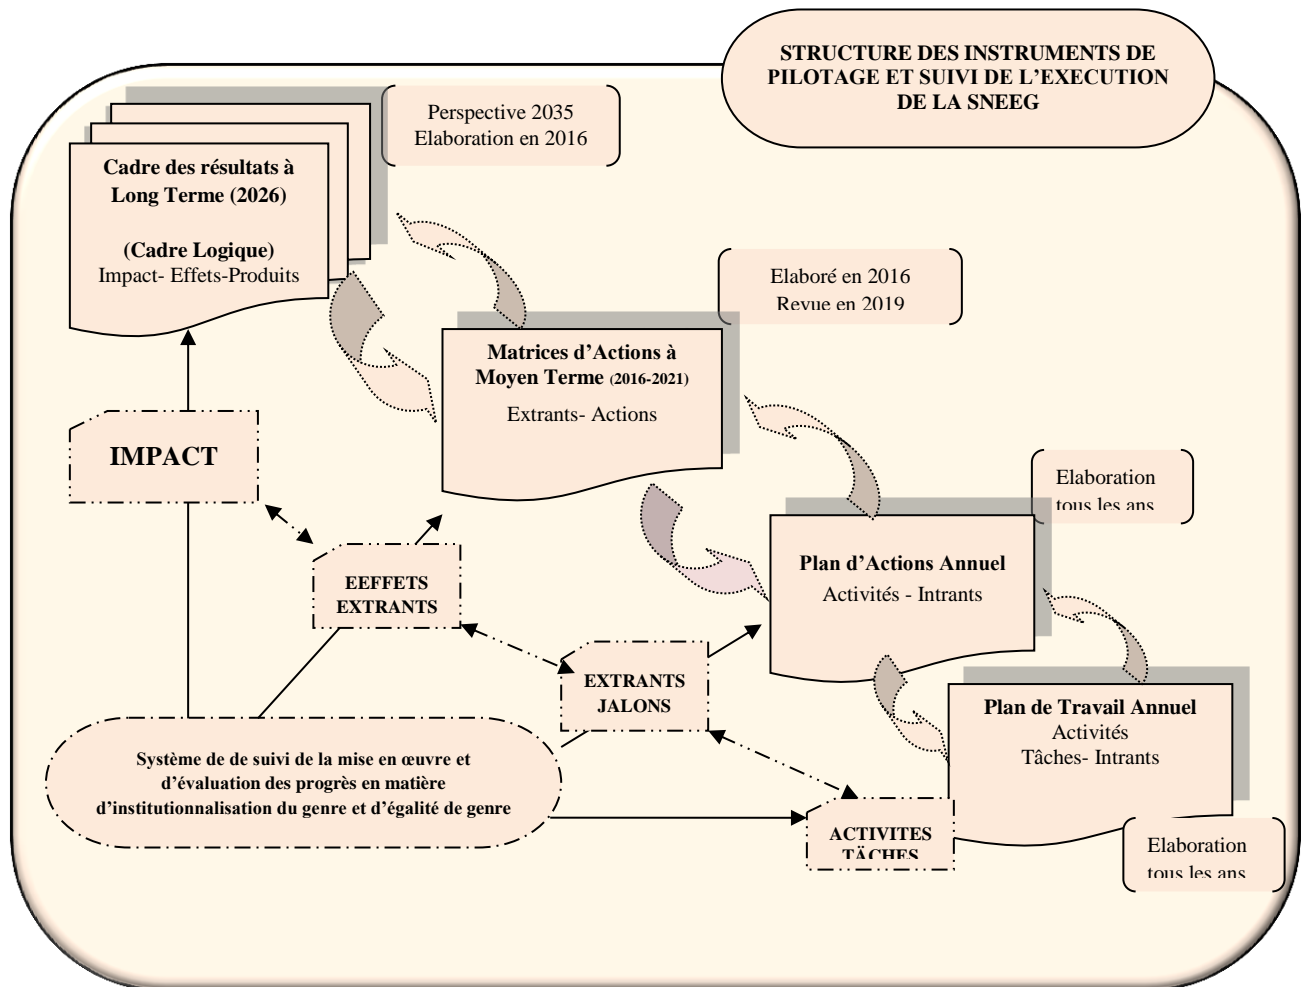 STRUCTURE DES INSTRUMENTS DE
PILOTAGE ET SUIVI DE L’EXECUTION
DE LA SNEEG
Perspective 2035
Elaboration en 2016
Cadre des résultats à
Long Terme (2026)
(Cadre Logique)
Impact- Effets-Produits
Elaboré en 2016
Revue en 2019
Matrices d’Actions à
Moyen Terme (2016-2021)
Extrants- Actions
IMPACT
Elaboration
tous les ans
Plan d’Actions Annuel
Activités - Intrants
EEFFETS
EXTRANTS
EXTRANTS
JALONS
Plan de Travail Annuel
Activités
Tâches- Intrants
Système de de suivi de la mise en œuvre et
d’évaluation des progrès en matière
d’institutionnalisation du genre et d’égalité de genre
ACTIVITES
TÄCHES
Elaboration
tous les ans